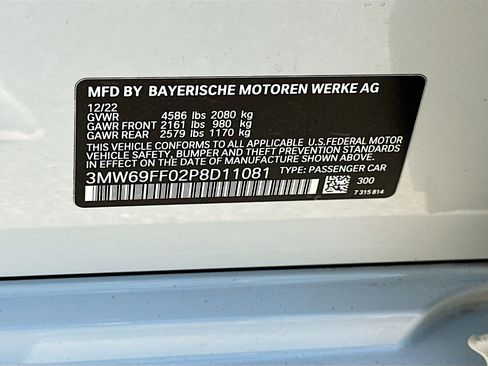 MFD BY BAYERISCHE MOTOREN WERKE AG
12/22
GVWR 4586 lbs 2080 kg
GAWR FRONT 2161 lbs 980 kg
GAWR REAR 2579 lbs 1170 kg
THIS VEHICLE CONFORMS TO ALL APPLICABLE U.S.FEDERAL MOTOR
VEHICLE SAFETY, BUMPER, AND THEFT PREVENTION STANDARDS
IN EFFECT ON THE DATE OF MANUFACTURE SHOWN ABOVE.
3MW69FF02P8D11081 TYPE: PASSENGER CAR
300
7 315 814